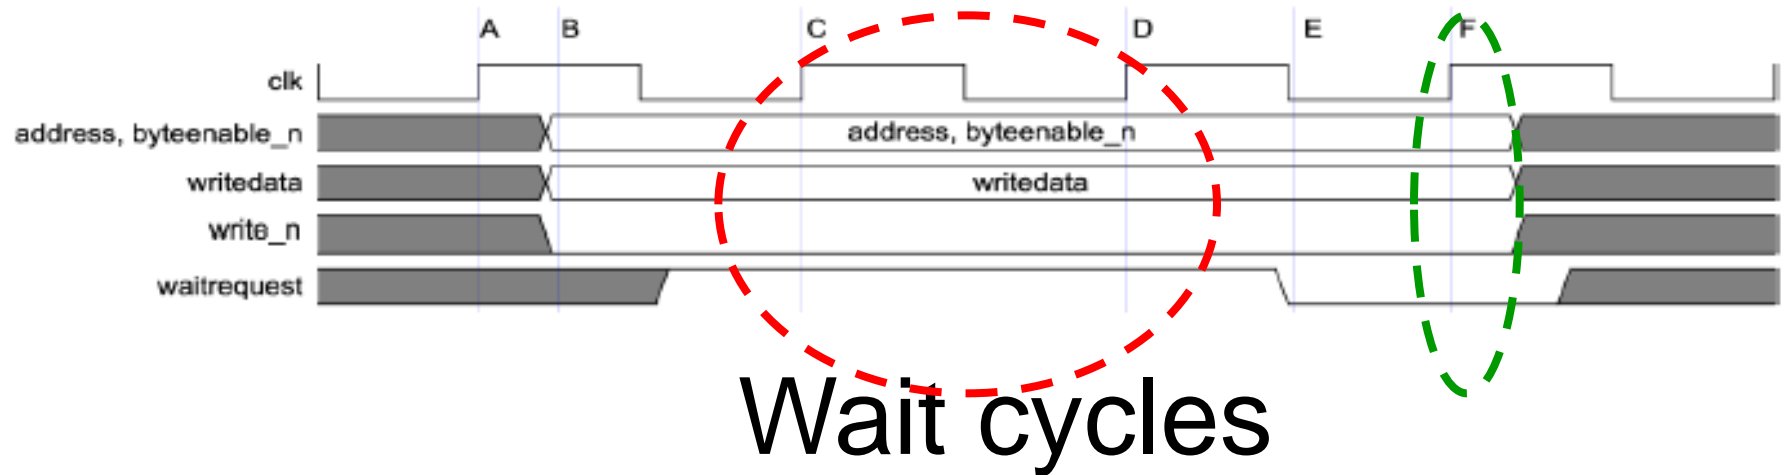 A B C D E F
clk
address, byteenable_n address, byteenable_n
writedata writedata
write_n
waitrequest
Wait cycles